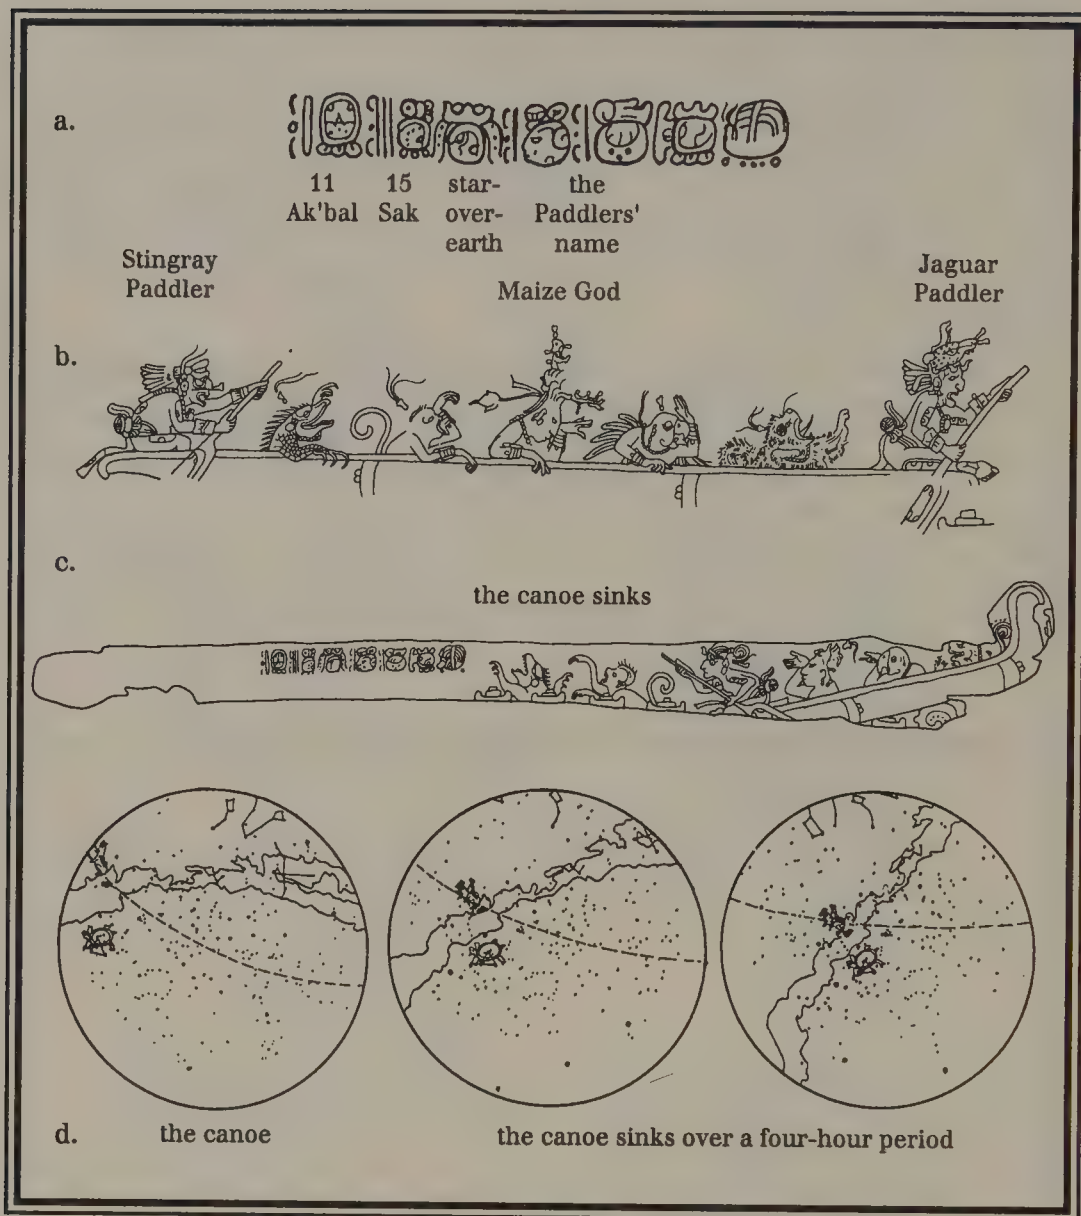 a.
11 15 star- the
Ak'bal Sak over- Paddlers'
earth name
Stingray Jaguar
Paddler Maize God Paddler
b.
c.
the canoe sinks
d. the canoe the canoe sinks over a four-hour period